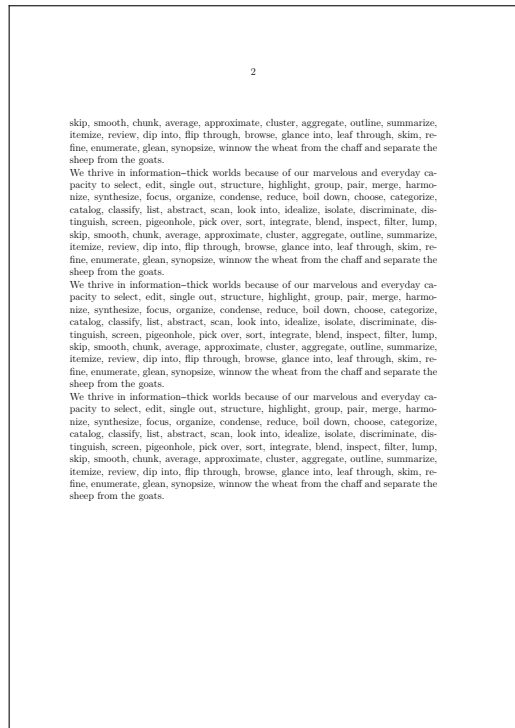 2
skip, smooth, chunk, average, approximate, cluster, aggregate, outline, summarize,
itemize, review, dip into, flip through, browse, glance into, leaf through, skim, re-
fine, enumerate, glean, synopsize, winnow the wheat from the chaff and separate the
sheep from the goats.
We thrive in information–thick worlds because of our marvelous and everyday ca-
pacity to select, edit, single out, structure, highlight, group, pair, merge, harmo-
nize, synthesize, focus, organize, condense, reduce, boil down, choose, categorize,
catalog, classify, list, abstract, scan, look into, idealize, isolate, discriminate, dis-
tinguish, screen, pigeonhole, pick over, sort, integrate, blend, inspect, filter, lump,
skip, smooth, chunk, average, approximate, cluster, aggregate, outline, summarize,
itemize, review, dip into, flip through, browse, glance into, leaf through, skim, re-
fine, enumerate, glean, synopsize, winnow the wheat from the chaff and separate the
sheep from the goats.
We thrive in information–thick worlds because of our marvelous and everyday ca-
pacity to select, edit, single out, structure, highlight, group, pair, merge, harmo-
nize, synthesize, focus, organize, condense, reduce, boil down, choose, categorize,
catalog, classify, list, abstract, scan, look into, idealize, isolate, discriminate, dis-
tinguish, screen, pigeonhole, pick over, sort, integrate, blend, inspect, filter, lump,
skip, smooth, chunk, average, approximate, cluster, aggregate, outline, summarize,
itemize, review, dip into, flip through, browse, glance into, leaf through, skim, re-
fine, enumerate, glean, synopsize, winnow the wheat from the chaff and separate the
sheep from the goats.
We thrive in information–thick worlds because of our marvelous and everyday ca-
pacity to select, edit, single out, structure, highlight, group, pair, merge, harmo-
nize, synthesize, focus, organize, condense, reduce, boil down, choose, categorize,
catalog, classify, list, abstract, scan, look into, idealize, isolate, discriminate, dis-
tinguish, screen, pigeonhole, pick over, sort, integrate, blend, inspect, filter, lump,
skip, smooth, chunk, average, approximate, cluster, aggregate, outline, summarize,
itemize, review, dip into, flip through, browse, glance into, leaf through, skim, re-
fine, enumerate, glean, synopsize, winnow the wheat from the chaff and separate the
sheep from the goats.